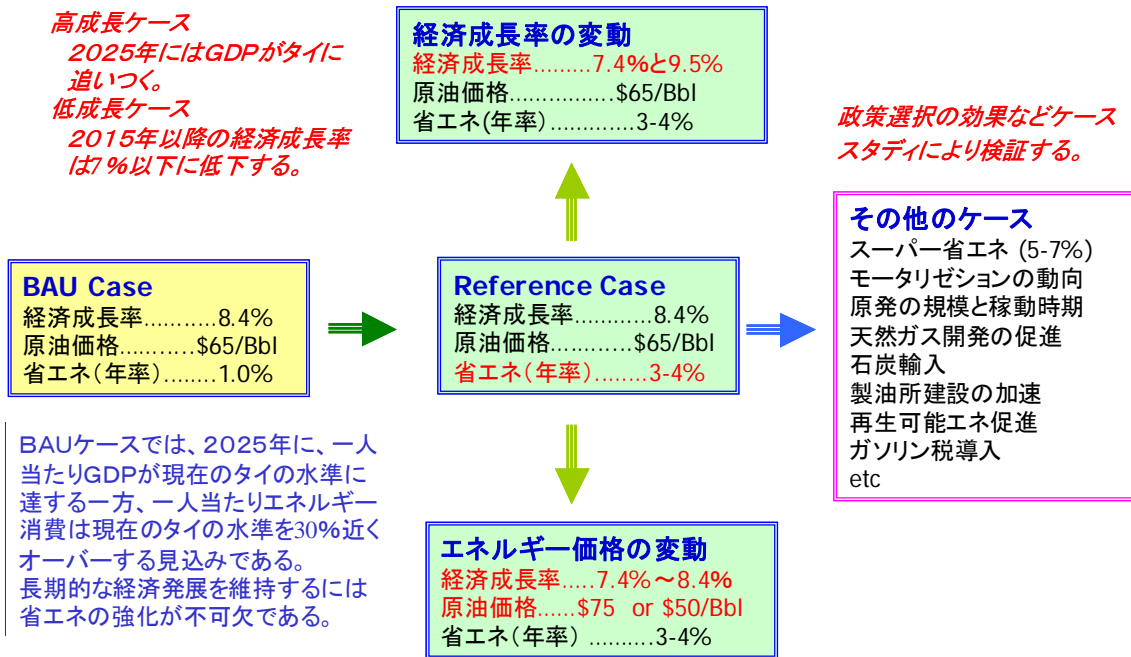 高成長ケース
2025年にはGDPがタイに
追いつく。
低成長ケース
2015年以降の経済成長率
は7%以下に低下する。
経済成長率の変動
経済成長率.........7.4%と9.5%
原油価格................$65/Bbl
省エネ(年率).............3-4%
政策選択の効果などケース
スタディにより検証する。
BAU Case
経済成長率...........8.4%
原油価格...........$65/Bbl
省エネ(年率)........1.0%
Reference Case
経済成長率............8.4%
原油価格............$65/Bbl
省エネ(年率)........3-4%
その他のケース
スーパー省エネ (5-7%)
モータリゼションの動向
原発の規模と稼動時期
天然ガス開発の促進
石炭輸入
製油所建設の加速
再生可能エネ促進
ガソリン税導入
etc
BAUケースでは、2025年に、一人
当たりGDPが現在のタイの水準に
達する一方、一人当たりエネルギー
消費は現在のタイの水準を30%近く
オーバーする見込みである。
長期的な経済発展を維持するには
省エネの強化が不可欠である。
エネルギー価格の変動
経済成長率.....7.4%～8.4%
原油価格......$75 or $50/Bbl
省エネ(年率) ..........3-4%